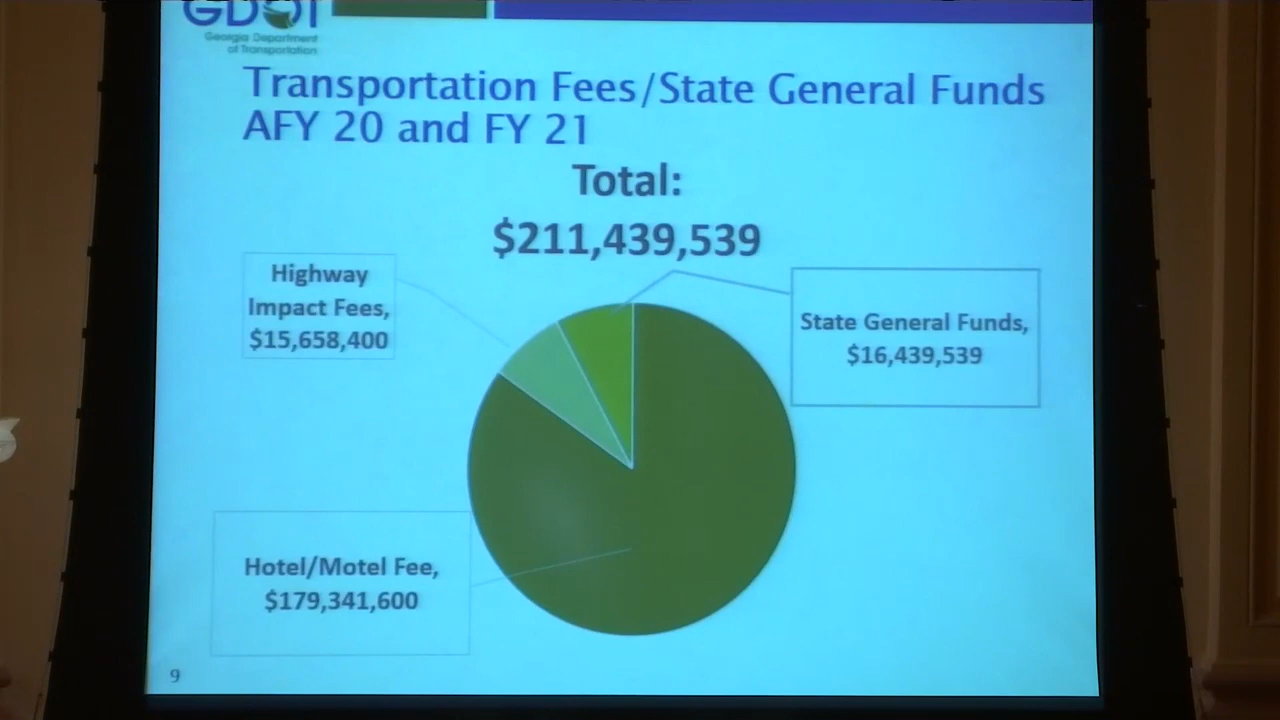 GDOT
Georgia Department
of Transportation
Transportation Fees/State General Funds
AFY 20 and FY 21
Total:
$211,439,539
Highway
Impact Fees,
$15,658,400
State General Funds,
$16,439,539
Hotel/Motel Fee,
$179,341,600
9